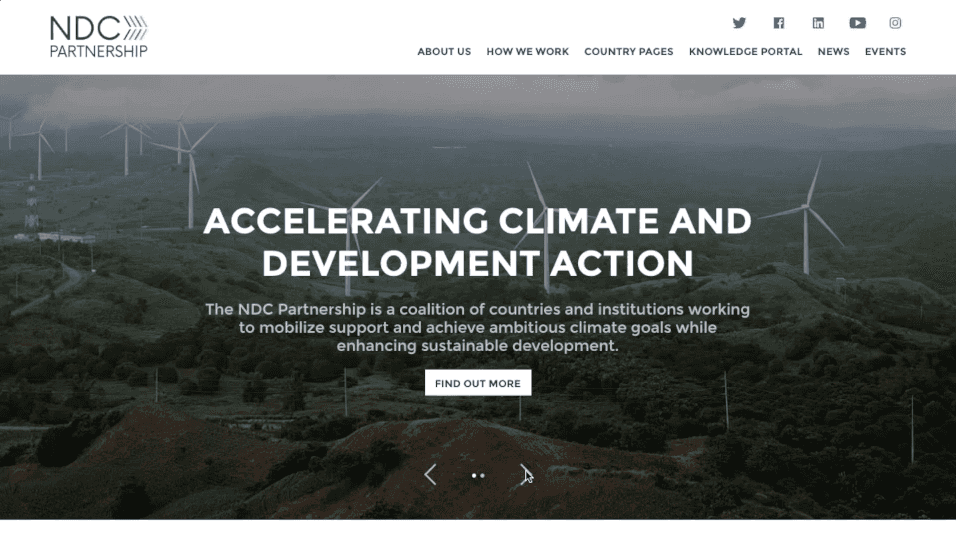 NDC
PARTNERSHIP
ABOUT US HOW WE WORK COUNTRY PAGES KNOWLEDGE PORTAL NEWS EVENTS
ACCELERATING CLIMATE AND
DEVELOPMENT ACTION
The NDC Partnership is a coalition of countries and institutions working
to mobilize support and achieve ambitious climate goals while
enhancing sustainable development.
FIND OUT MORE